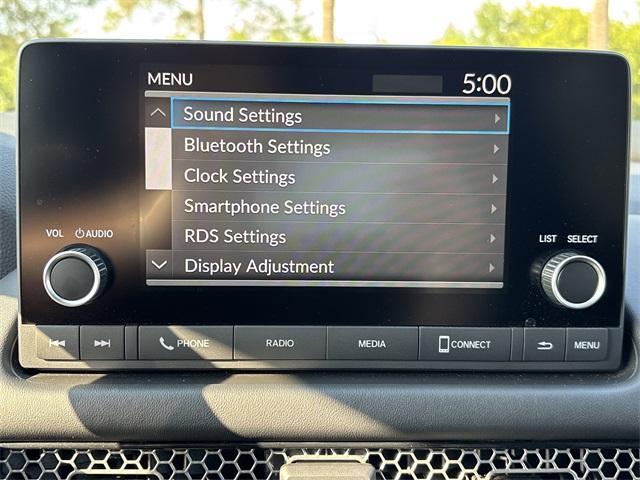 MENU 5:00
Sound Settings
Bluetooth Settings
Clock Settings
Smartphone Settings
RDS Settings
Display Adjustment
VOL AUDIO LIST SELECT
PHONE RADIO MEDIA CONNECT MENU